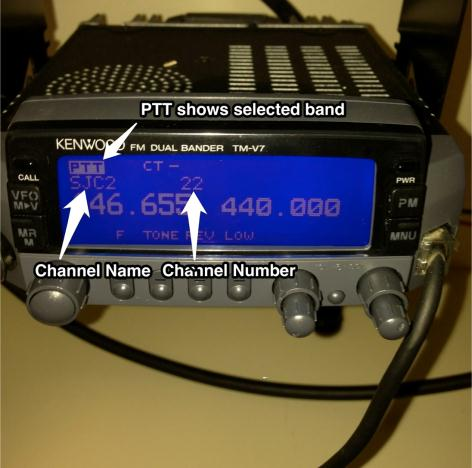 PTT shows selected band
KENWOOD FM DUAL BANDER TM-V7
CALL
PTT CT -
PWR
SJC2 22
VFO
M▶V
46.655 440.000
PM
MR
M
F TONE REV LOW
MNU
Channel Name Channel Number